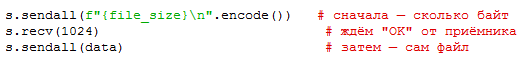 s.sendall(f"{file_size}\n".encode())   # сначала — сколько байт
s.recv(1024)                            # ждём "OK" от приёмника
s.sendall(data)                         # затем — сам файл